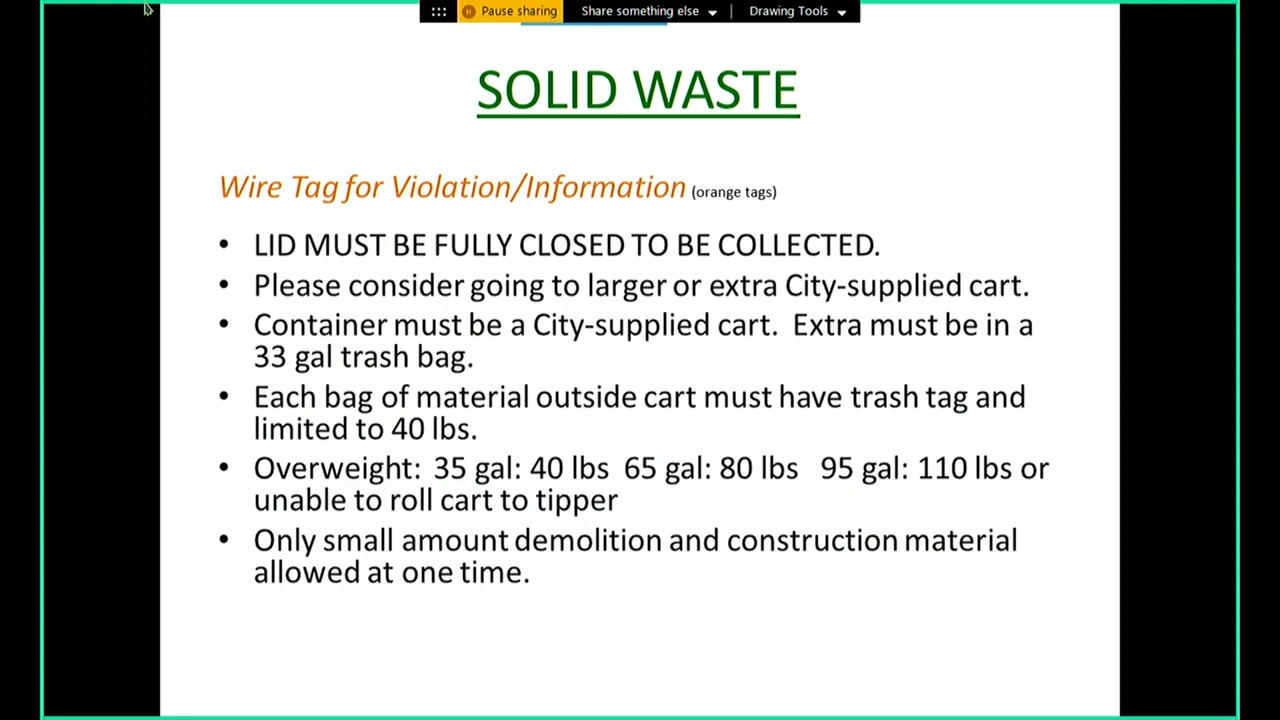 Pause sharing Share something else Drawing Tools
SOLID WASTE
Wire Tag for Violation/Information (orange tags)
• LID MUST BE FULLY CLOSED TO BE COLLECTED.
• Please consider going to larger or extra City-supplied cart.
• Container must be a City-supplied cart.  Extra must be in a
33 gal trash bag.
• Each bag of material outside cart must have trash tag and
limited to 40 lbs.
• Overweight:  35 gal: 40 lbs  65 gal: 80 lbs   95 gal: 110 lbs or
unable to roll cart to tipper
• Only small amount demolition and construction material
allowed at one time.